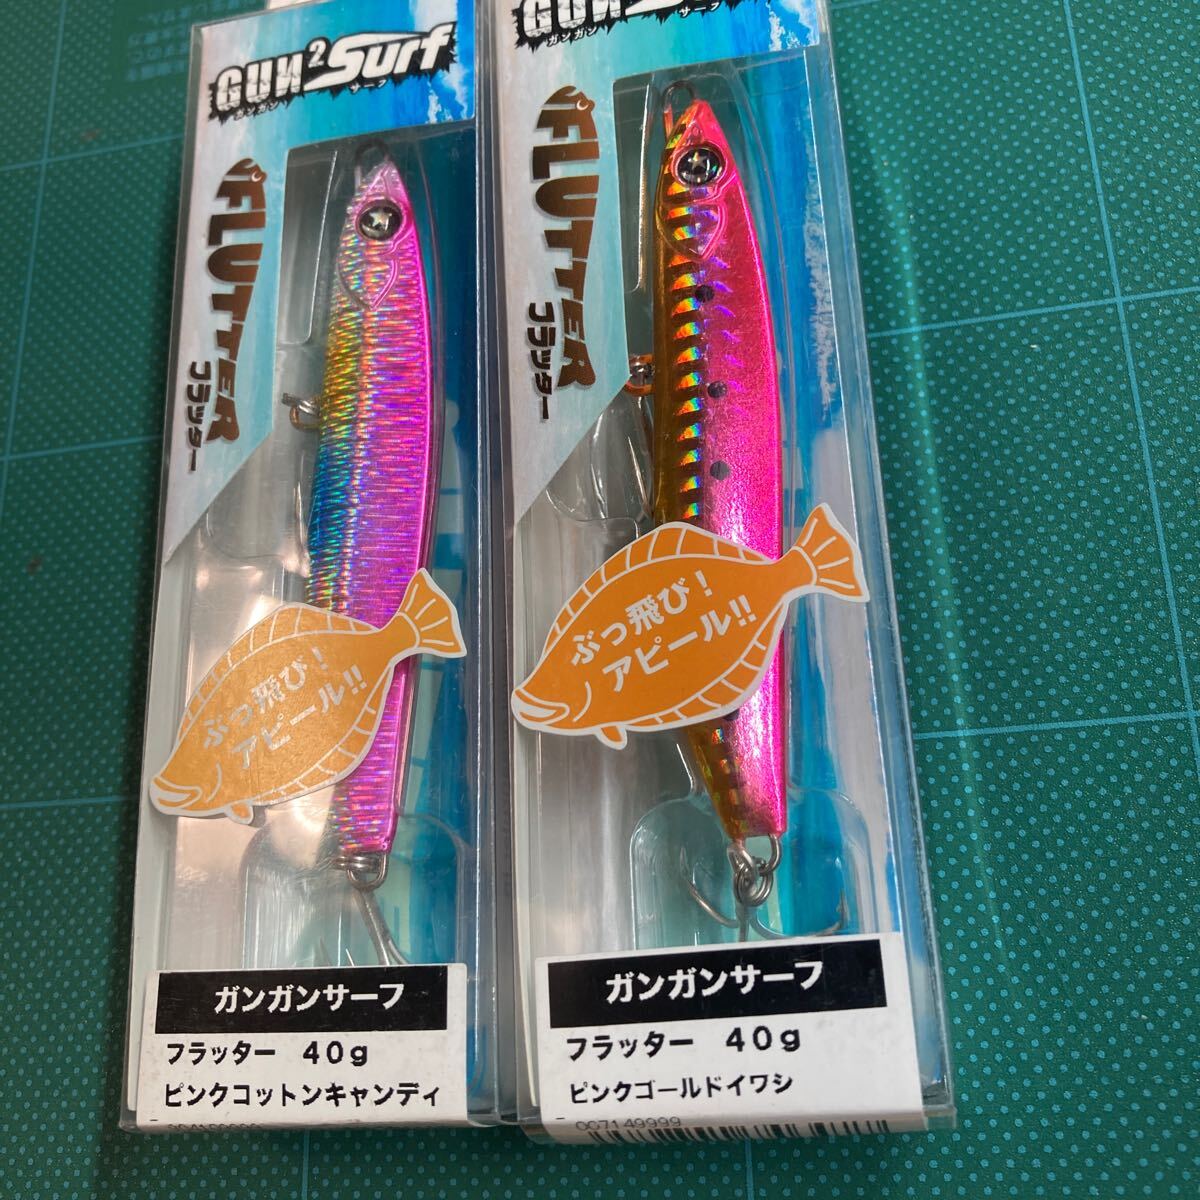 GUN²Surf
ガンガン サーフ
FLUTTER
フラッター
ぶっ飛び!
アピール!!
ガンガンサーフ
フラッター 40g
ピンクコットンキャンディ
GUN
ガンガン サーフ
FLUTTER
フラッター
ぶっ飛び!
アピール!!
ガンガンサーフ
フラッター 40g
ピンクゴールドイワシ
007149999